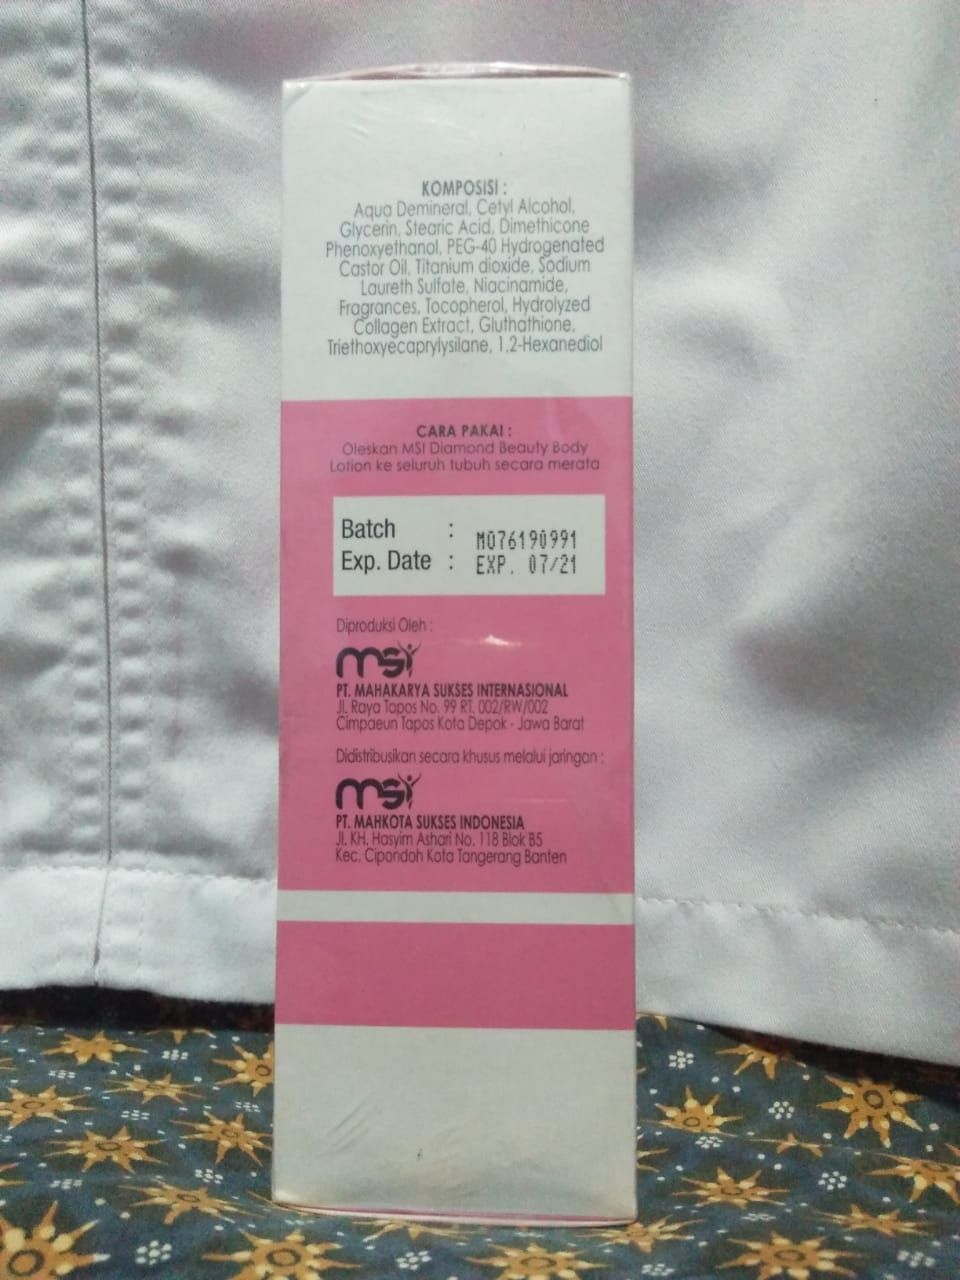 KOMPOSISI :
Aqua Demineral, Cetyl Alcohol,
Glycerin, Stearic Acid, Dimethicone
Phenoxyethanol, PEG-40 Hydrogenated
Castor Oil, Titanium dioxide, Sodium
Laureth Sulfate, Niacinamide,
Fragrances, Tocopherol, Hydrolyzed
Collagen Extract, Gluthathione,
Triethoxyecaprylysilane, 1,2-Hexanediol
CARA PAKAI :
Oleskan MSI Diamond Beauty Body
Lotion ke seluruh tubuh secara merata
Batch : M076190991
Exp. Date : EXP. 07/21
Diproduksi Oleh :
msi
PT. MAHAKARYA SUKSES INTERNASIONAL
Jl. Raya Tapos No. 99 RT. 002/RW/002
Cimpaeun Tapos Kota Depok - Jawa Barat
Didistribusikan secara khusus melalui jaringan :
msi
PT. MAHKOTA SUKSES INDONESIA
Jl. KH. Hasyim Ashari No. 118 Blok B5
Kec. Cipondoh Kota Tangerang Banten